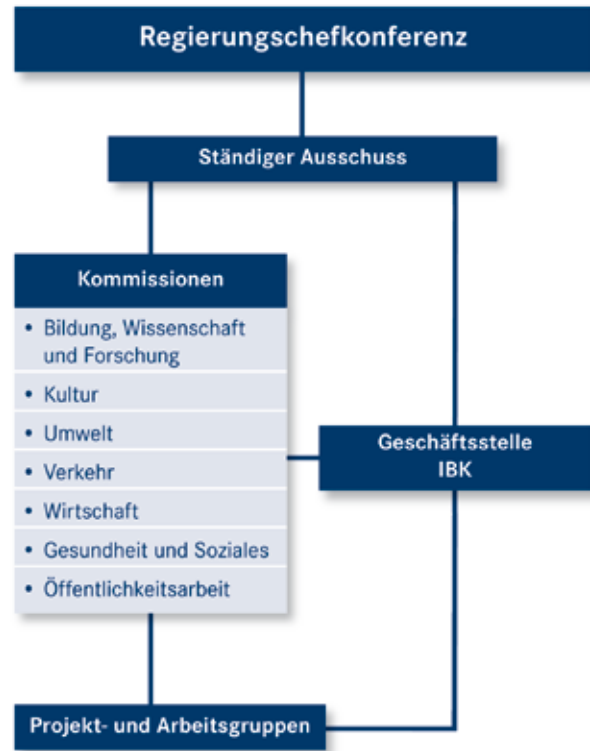 Regierungschefkonferenz
Ständiger Ausschuss
Kommissionen
• Bildung, Wissenschaft
und Forschung
• Kultur
• Umwelt
• Verkehr
• Wirtschaft
• Gesundheit und Soziales
• Öffentlichkeitsarbeit
Geschäftsstelle
IBK
Projekt- und Arbeitsgruppen